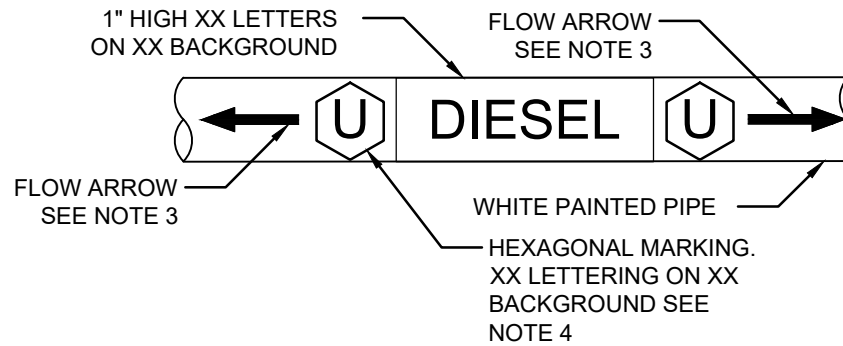 1" HIGH XX LETTERS
ON XX BACKGROUND
FLOW ARROW
SEE NOTE 3
U
DIESEL
U
FLOW ARROW
SEE NOTE 3
WHITE PAINTED PIPE
HEXAGONAL MARKING.
XX LETTERING ON XX
BACKGROUND SEE
NOTE 4